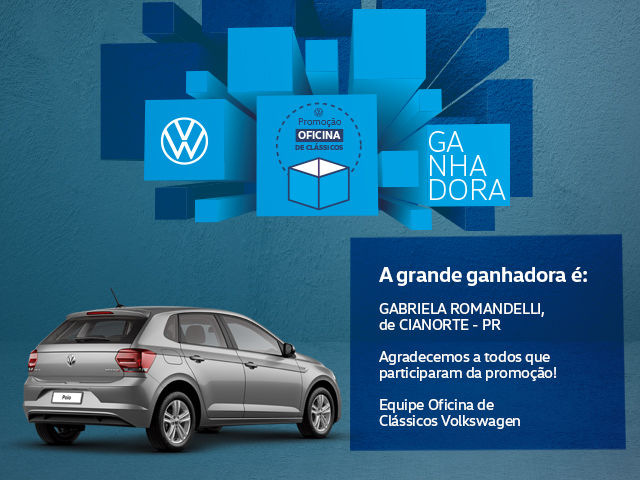 Promoção
OFICINA
DE CLÁSSICOS
GA
NHA
DORA
A grande ganhadora é:
GABRIELA ROMANDELLI,
de CIANORTE - PR
Agradecemos a todos que
participaram da promoção!
Equipe Oficina de
Clássicos Volkswagen
Polo